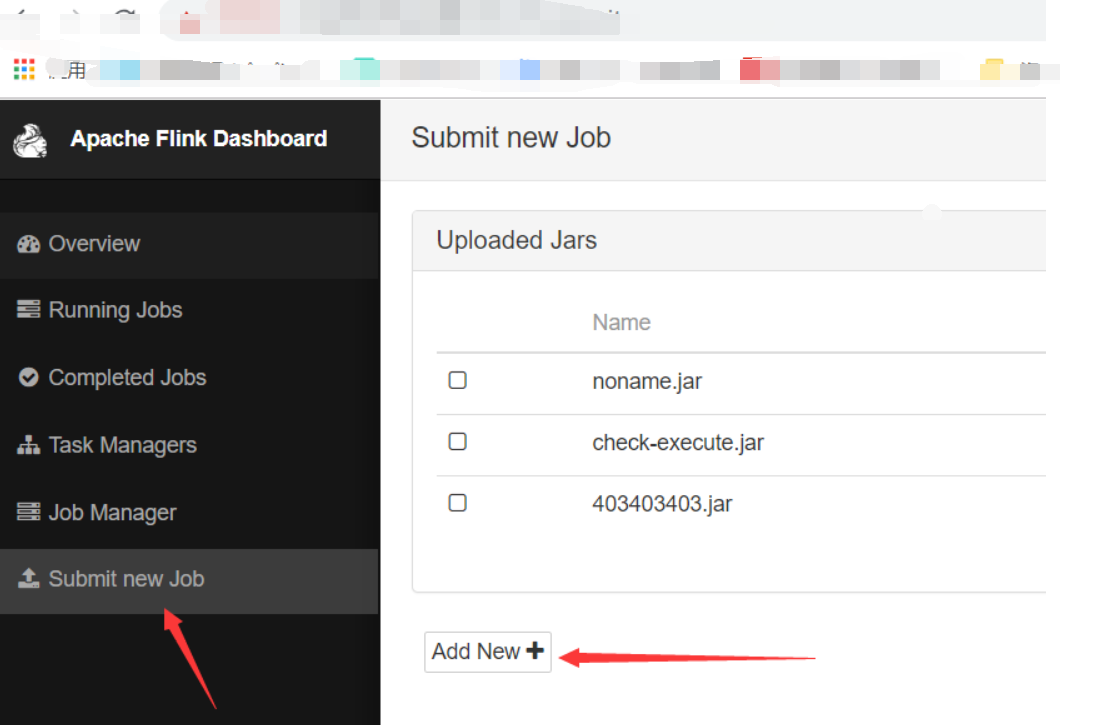 用
Apache Flink Dashboard
Submit new Job
Overview
Running Jobs
Completed Jobs
Task Managers
Job Manager
Submit new Job
Uploaded Jars
Name
noname.jar
check-execute.jar
403403403.jar
Add New